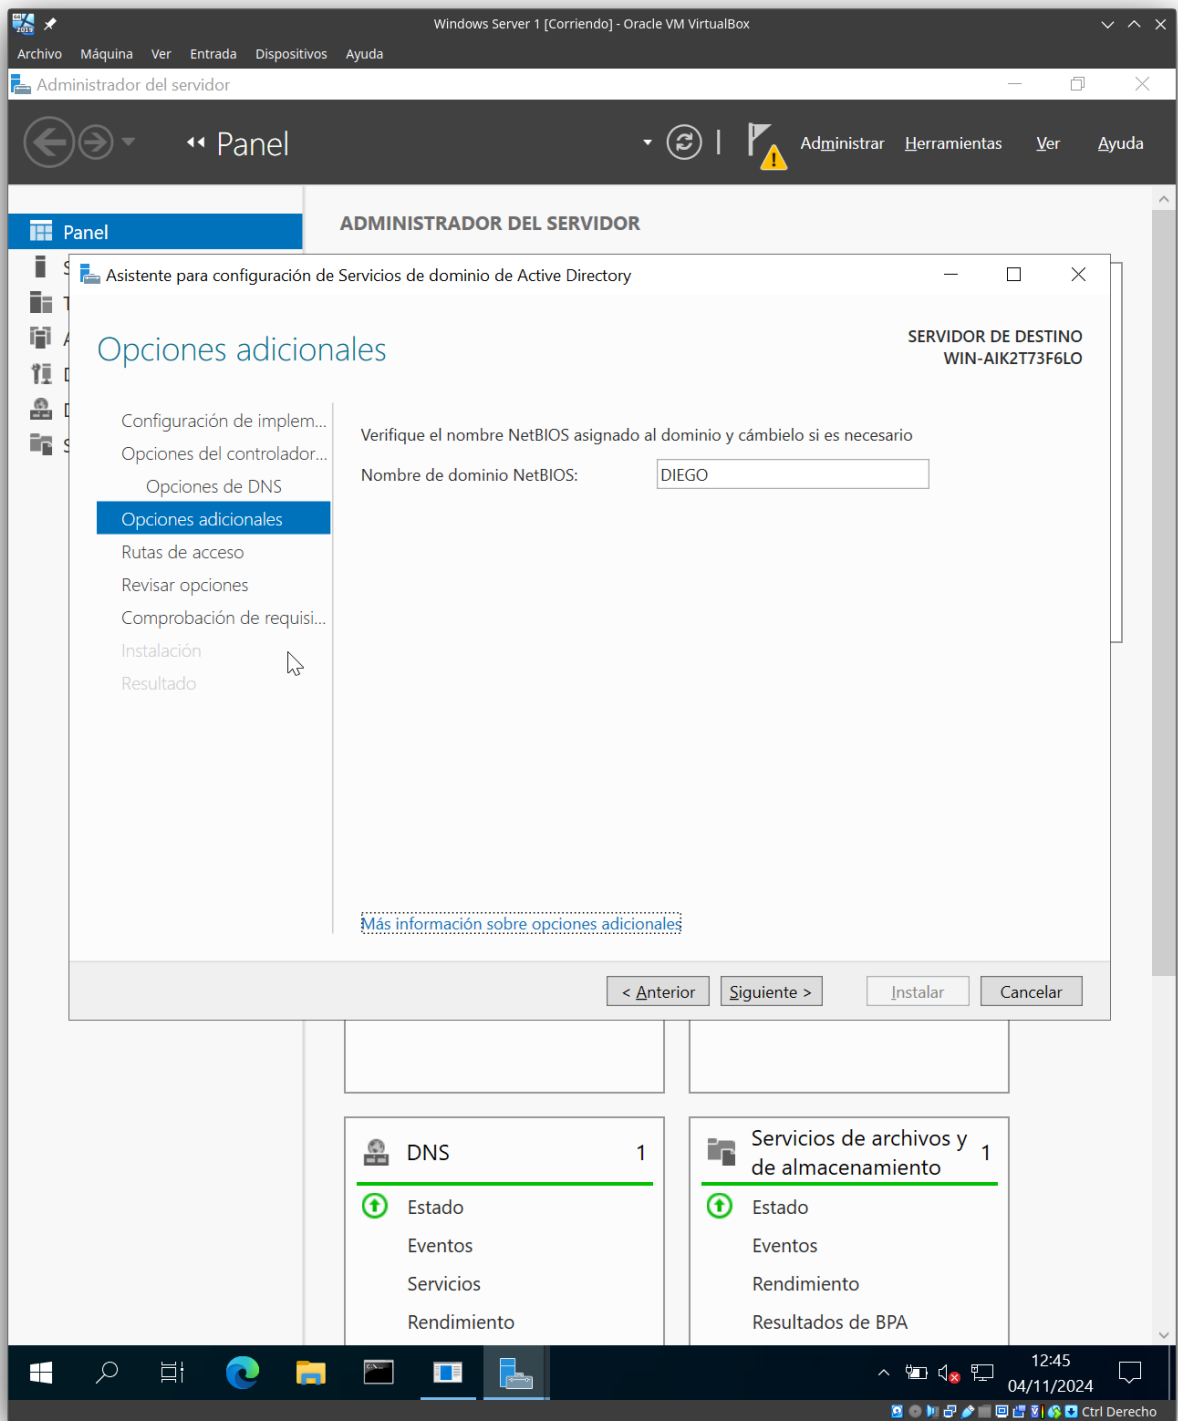 Windows Server 1 [Corriendo] - Oracle VM VirtualBox
Archivo Máquina Ver Entrada Dispositivos Ayuda
Administrador del servidor
Panel
Administrar Herramientas Ver Ayuda
Panel
ADMINISTRADOR DEL SERVIDOR
Asistente para configuración de Servicios de dominio de Active Directory
Opciones adicionales
SERVIDOR DE DESTINO
WIN-AIK2T73F6LO
Configuración de implem...
Opciones del controlador...
Opciones de DNS
Opciones adicionales
Rutas de acceso
Revisar opciones
Comprobación de requisi...
Instalación
Resultado
Verifique el nombre NetBIOS asignado al dominio y cámbielo si es necesario
Nombre de dominio NetBIOS: DIEGO
Más información sobre opciones adicionales
< Anterior Siguiente > Instalar Cancelar
DNS 1
Estado
Eventos
Servicios
Rendimiento
Servicios de archivos y
de almacenamiento 1
Estado
Eventos
Rendimiento
Resultados de BPA
12:45
04/11/2024
Ctrl Derecho